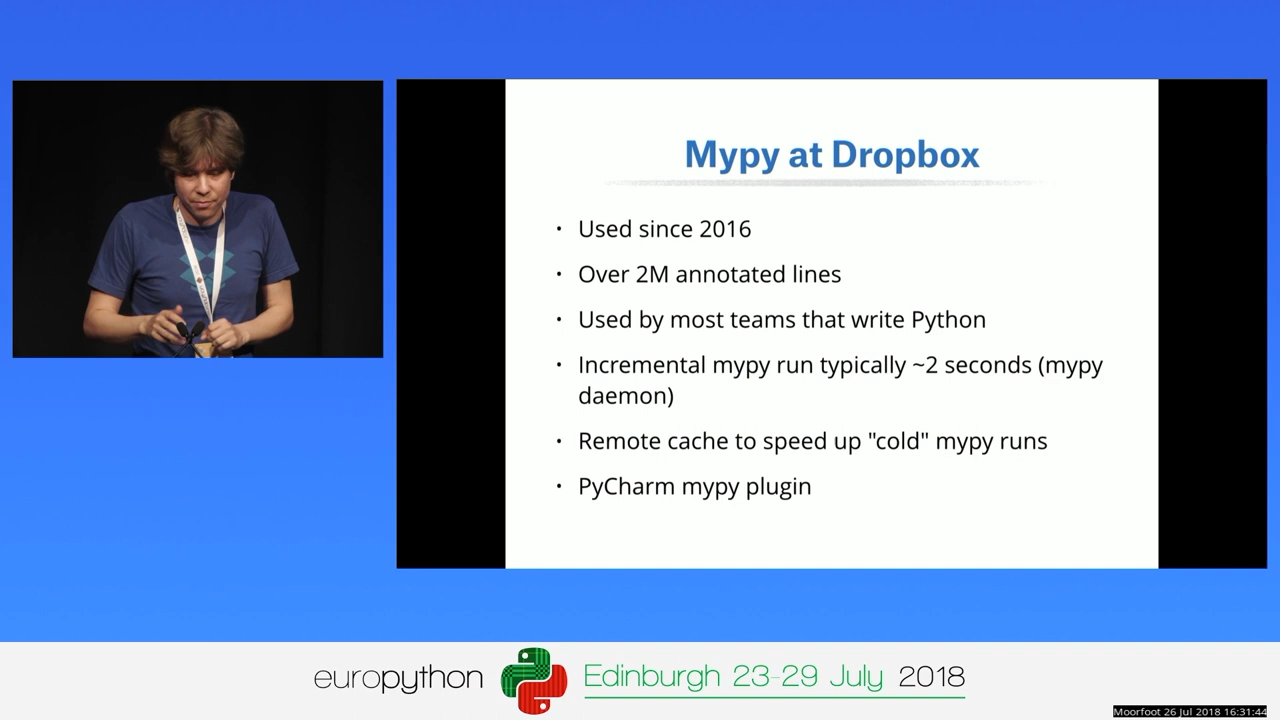 Mypy at Dropbox
• Used since 2016
• Over 2M annotated lines
• Used by most teams that write Python
• Incremental mypy run typically ~2 seconds (mypy
daemon)
• Remote cache to speed up "cold" mypy runs
• PyCharm mypy plugin
europython Edinburgh 23-29 July 2018
Moorfoot 26 Jul 2018 16:31:44